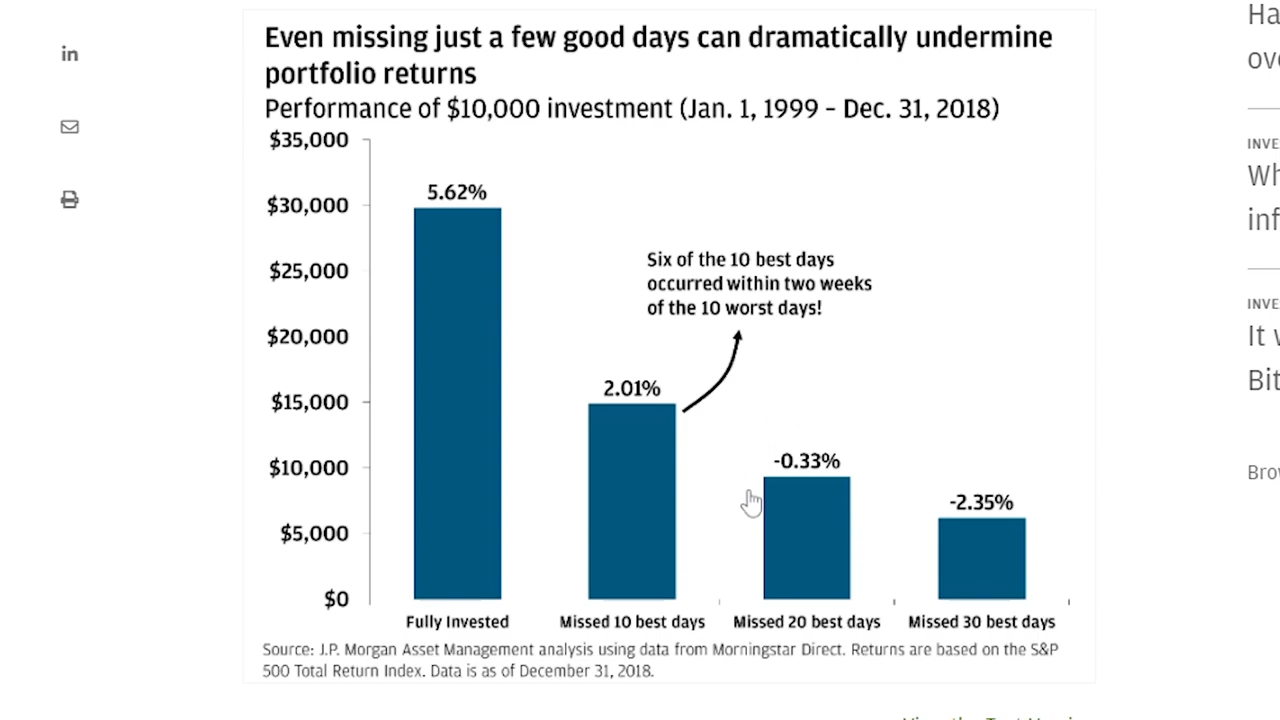 in
Even missing just a few good days can dramatically undermine
portfolio returns
Performance of $10,000 investment (Jan. 1, 1999 – Dec. 31, 2018)
$35,000
$30,000
$25,000
$20,000
$15,000
$10,000
$5,000
$0
5.62%
2.01%
-0.33%
-2.35%
Six of the 10 best days
occurred within two weeks
of the 10 worst days!
Fully Invested
Missed 10 best days
Missed 20 best days
Missed 30 best days
Source: J.P. Morgan Asset Management analysis using data from Morningstar Direct. Returns are based on the S&P
500 Total Return Index. Data is as of December 31, 2018.
Ha
ove
INVE
Wh
inf
INVE
It w
Bit
Brow